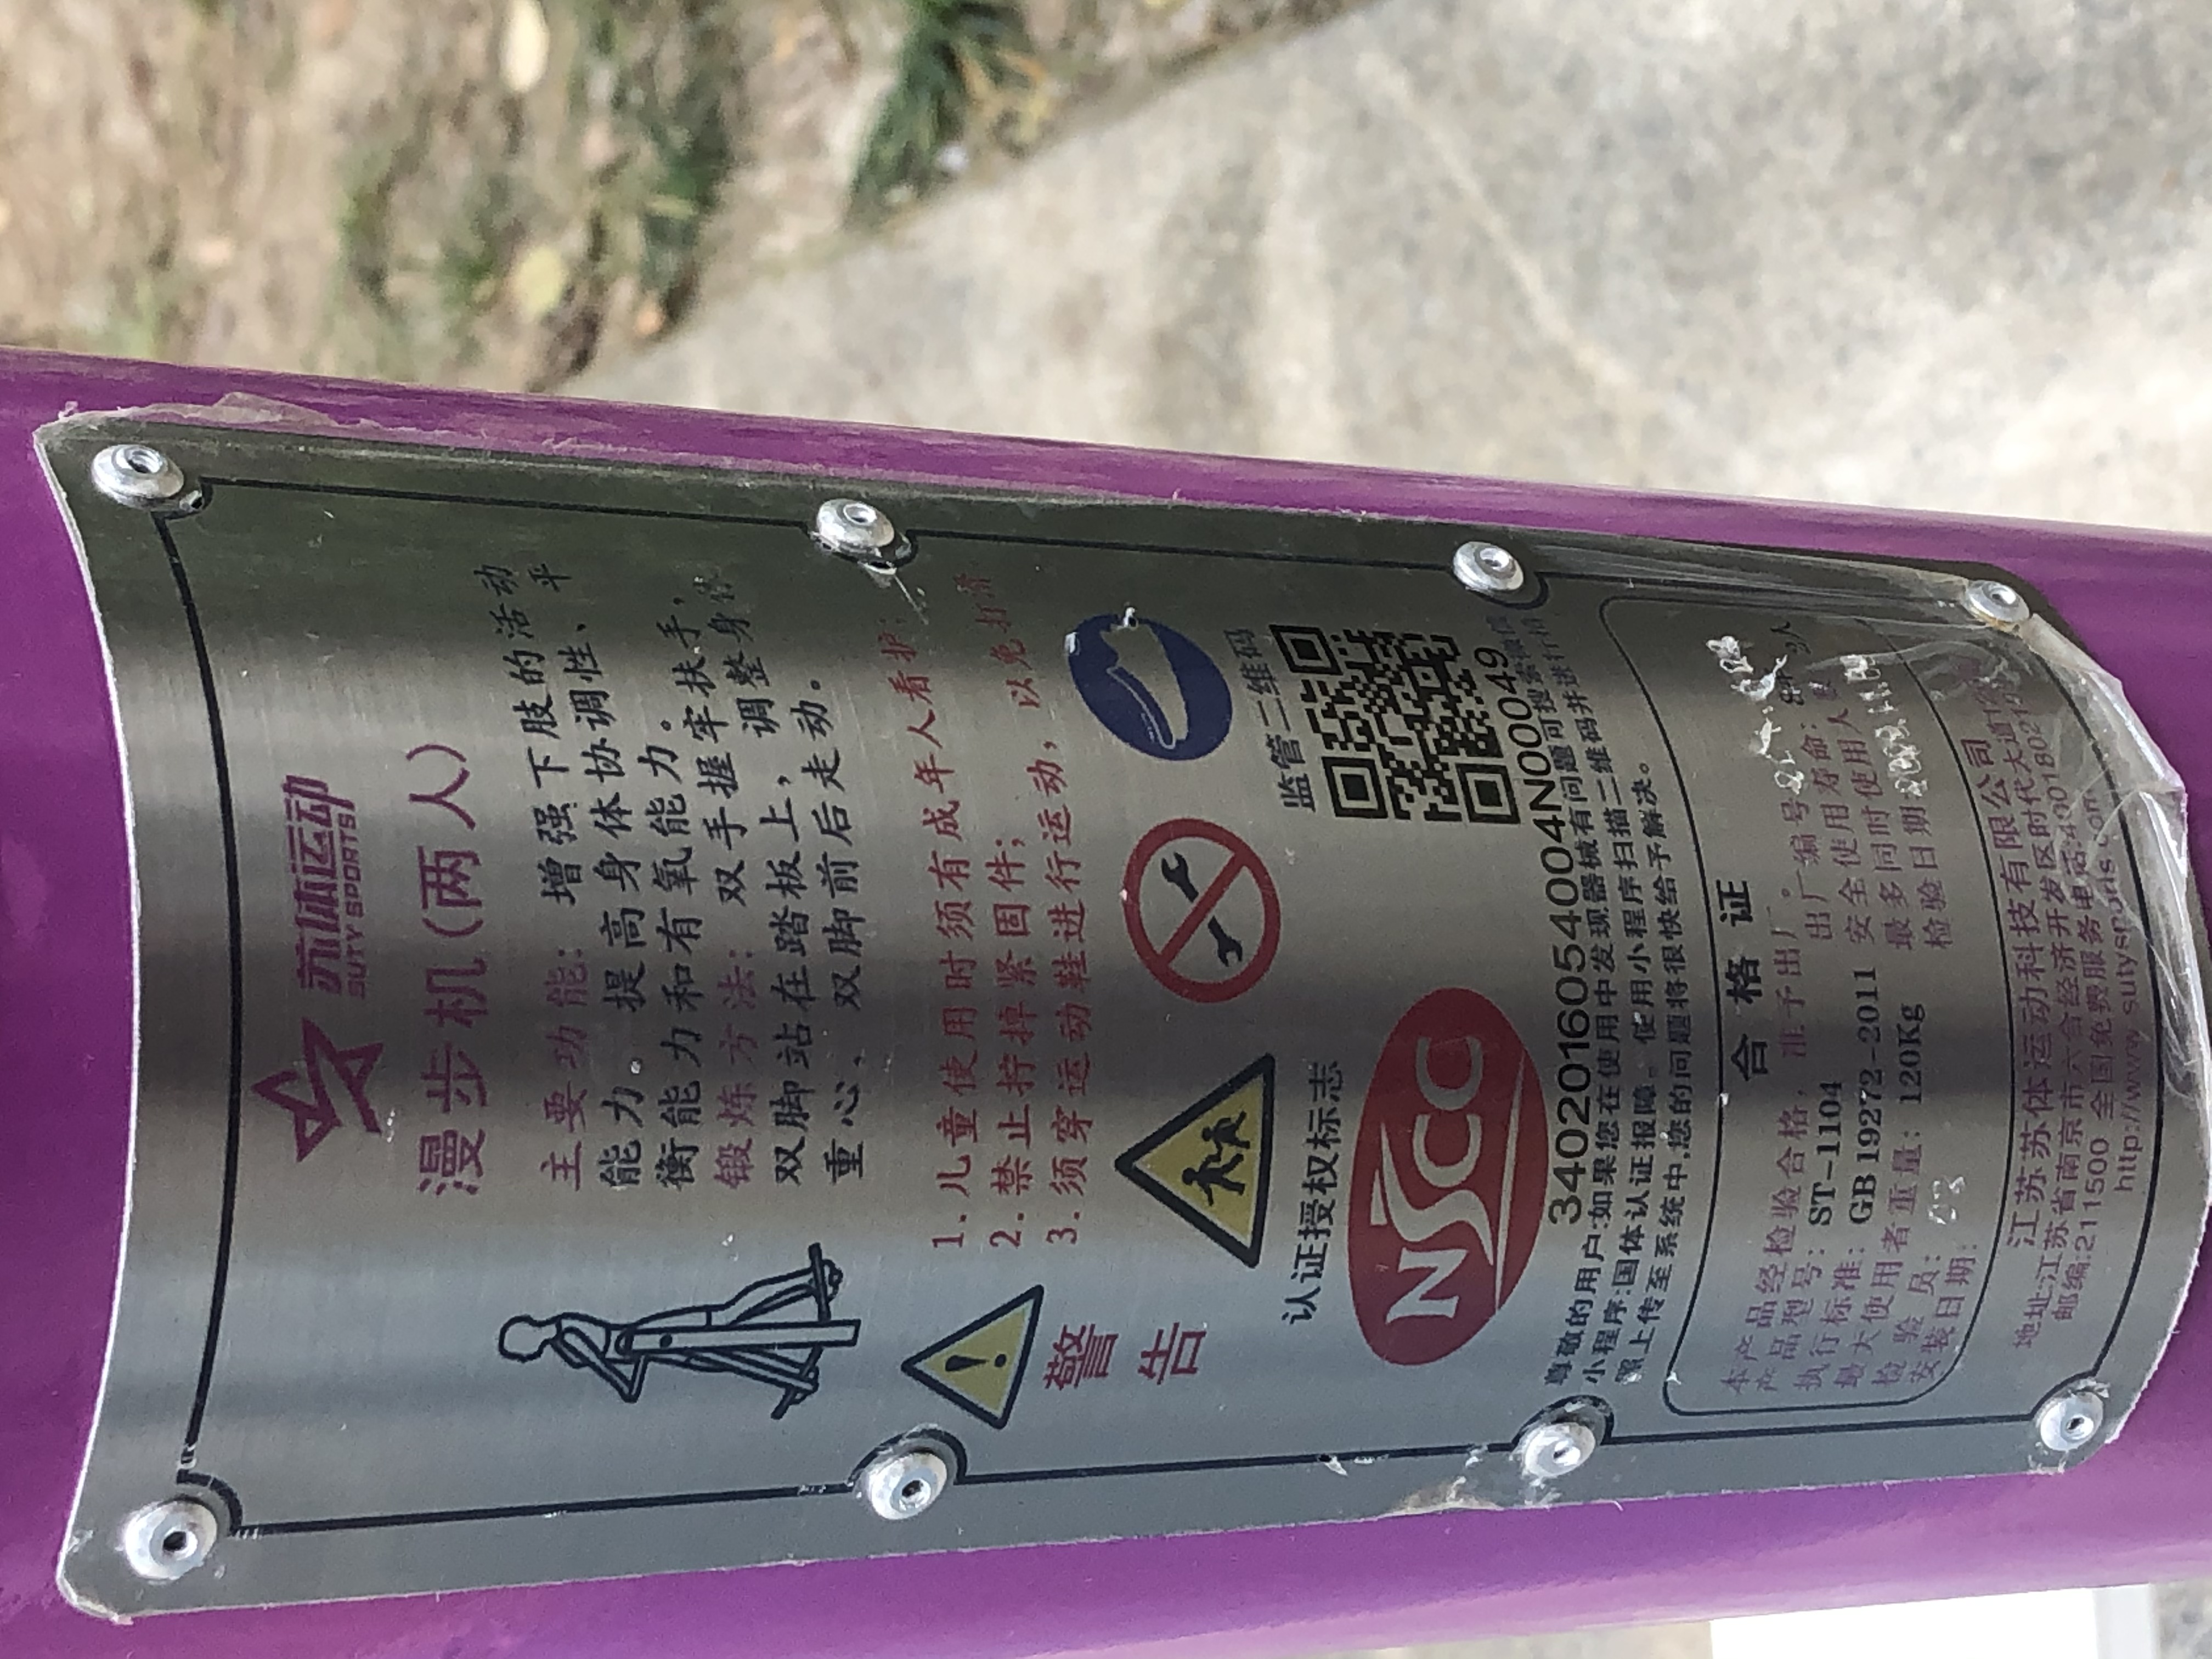 苏体运动
SUTY SPORTS
漫步机(两人)
主要功能: 增强下肢的活动
能力。提高身体协调性、平
衡能力和有氧能力。
锻炼方法: 双手握牢扶手,
双脚站在踏板上, 调整身体
重心, 双脚前后走动。
警告
1.儿童使用时须有成年人看护;
2.禁止拧掉紧固件;
3.须穿运动鞋进行运动, 以免打滑
认证授权标志
监管二维码
NSCC
340201605400​4N000049
尊敬的用户:如果您在使用中发现器械有问题可搜索微信
小程序:国体认证报障。使用小程序扫描二维码并进行拍
照上传至系统中,您的问题将很快给予解决。
合格证
本产品经检验合格, 准予出厂。
产品型号: ST-1104
出厂编号:
执行标准: GB 19272-2011
安全使用寿命: 8年
最大使用者重量: 120Kg
最多同时使用人数 2人
检验员: 03
检验日期:
安装日期:
江苏苏体运动科技有限公司
地址:江苏省南京市六合经济开发区时代大道
邮编:211500 全国免费服务电话:4001802
http://www.sutysports.com